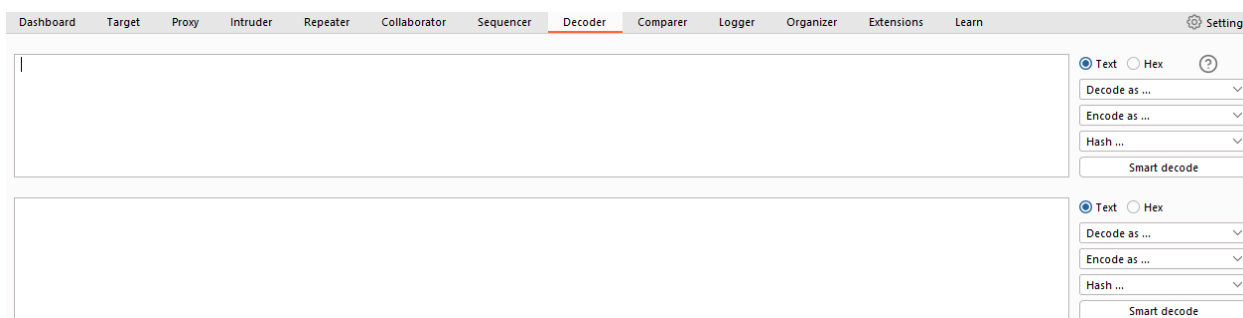 Dashboard Target Proxy Intruder Repeater Collaborator Sequencer Decoder Comparer Logger Organizer Extensions Learn Setting
Text Hex ?
Decode as ...
Encode as ...
Hash ...
Smart decode
Text Hex
Decode as ...
Encode as ...
Hash ...
Smart decode